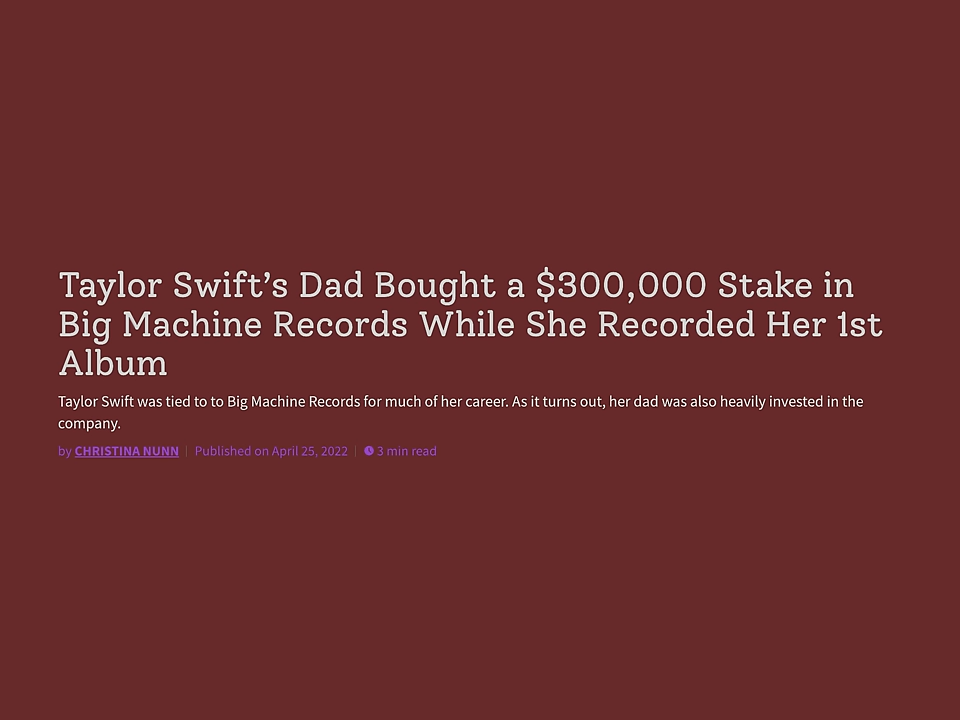 Taylor Swift’s Dad Bought a $300,000 Stake in
Big Machine Records While She Recorded Her 1st
Album
Taylor Swift was tied to to Big Machine Records for much of her career. As it turns out, her dad was also heavily invested in the
company.
by CHRISTINA NUNN | Published on April 25, 2022 | 3 min read